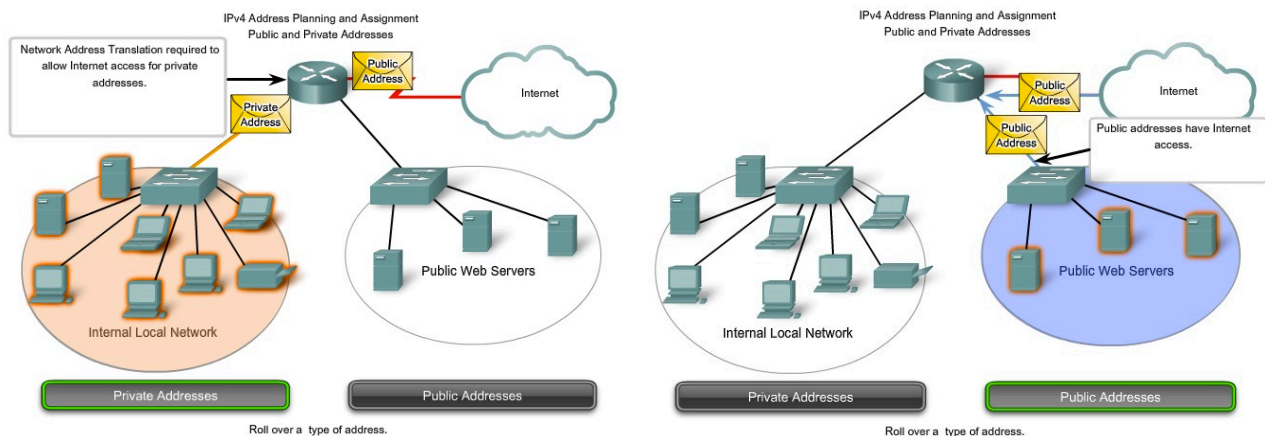 IPv4 Address Planning and Assignment
Public and Private Addresses
Network Address Translation required to
allow Internet access for private
addresses.
Public
Address
Internet
Private
Address
Public Web Servers
Internal Local Network
Private Addresses
Public Addresses
Roll over a type of address.
IPv4 Address Planning and Assignment
Public and Private Addresses
Public
Address
Internet
Public
Address
Public addresses have Internet
access.
Public Web Servers
Internal Local Network
Private Addresses
Public Addresses
Roll over a type of address.